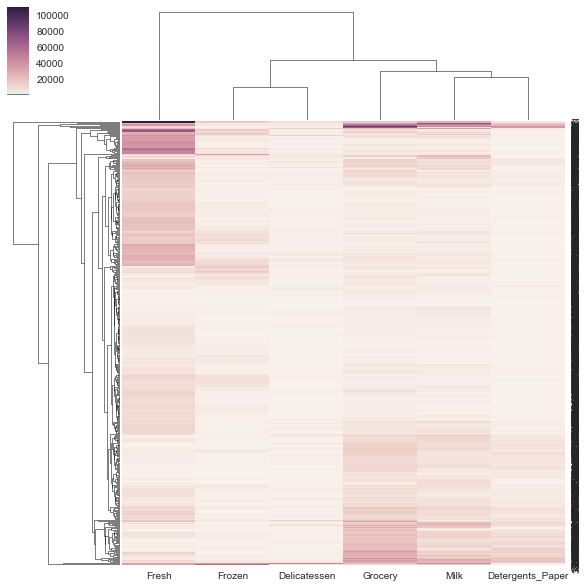 100000
80000
60000
40000
20000
Fresh
Frozen
Delicatessen
Grocery
Milk
Detergents_Paper